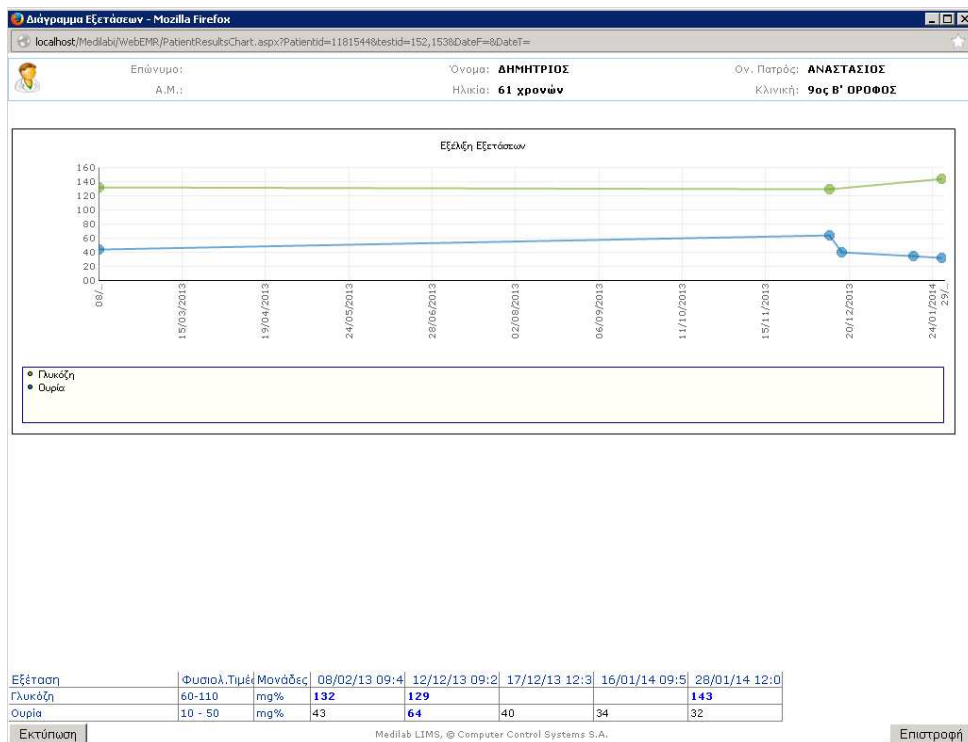 Διάγραμμα Εξετάσεων - Mozilla Firefox
localhost/Medilabi/WebEMR/PatientResultsChart.aspx?Patientid=1181544&testid=152,153&DateF=&DateT=
Επώνυμο: Όνομα: ΔΗΜΗΤΡΙΟΣ Ον. Πατρός: ΑΝΑΣΤΑΣΙΟΣ
Α.Μ.: Ηλικία: 61 χρονών Κλινική: 9ος Β' ΟΡΟΦΟΣ
Εξέλιξη Εξετάσεων
160
140
120
100
80
60
40
20
00
08/... 15/03/2013 19/04/2013 24/05/2013 28/06/2013 02/08/2013 06/09/2013 11/10/2013 15/11/2013 20/12/2013 24/01/2014 29/...
Γλυκόζη
Ουρία
Εξέταση Φυσιολ.Τιμές Μονάδες 08/02/13 09:4 12/12/13 09:2 17/12/13 12:3 16/01/14 09:5 28/01/14 12:0
Γλυκόζη 60-110 mg% 132 129 143
Ουρία 10 - 50 mg% 43 64 40 34 32
Εκτύπωση Medilab LIMS, @ Computer Control Systems S.A. Επιστροφή